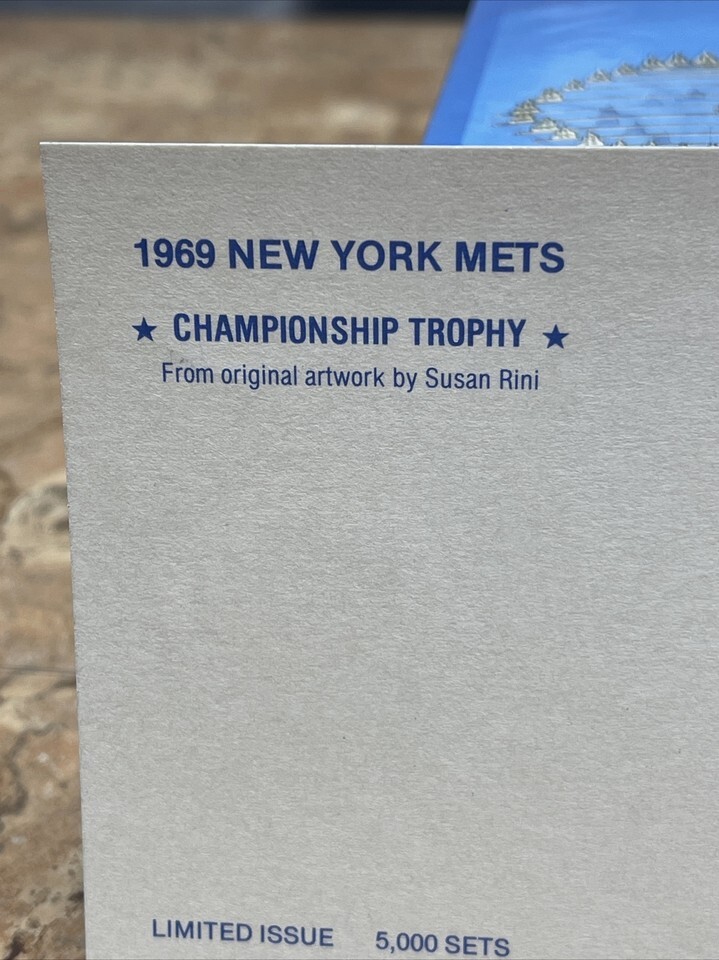 1969 NEW YORK METS
★ CHAMPIONSHIP TROPHY ★
From original artwork by Susan Rini
LIMITED ISSUE 5,000 SETS